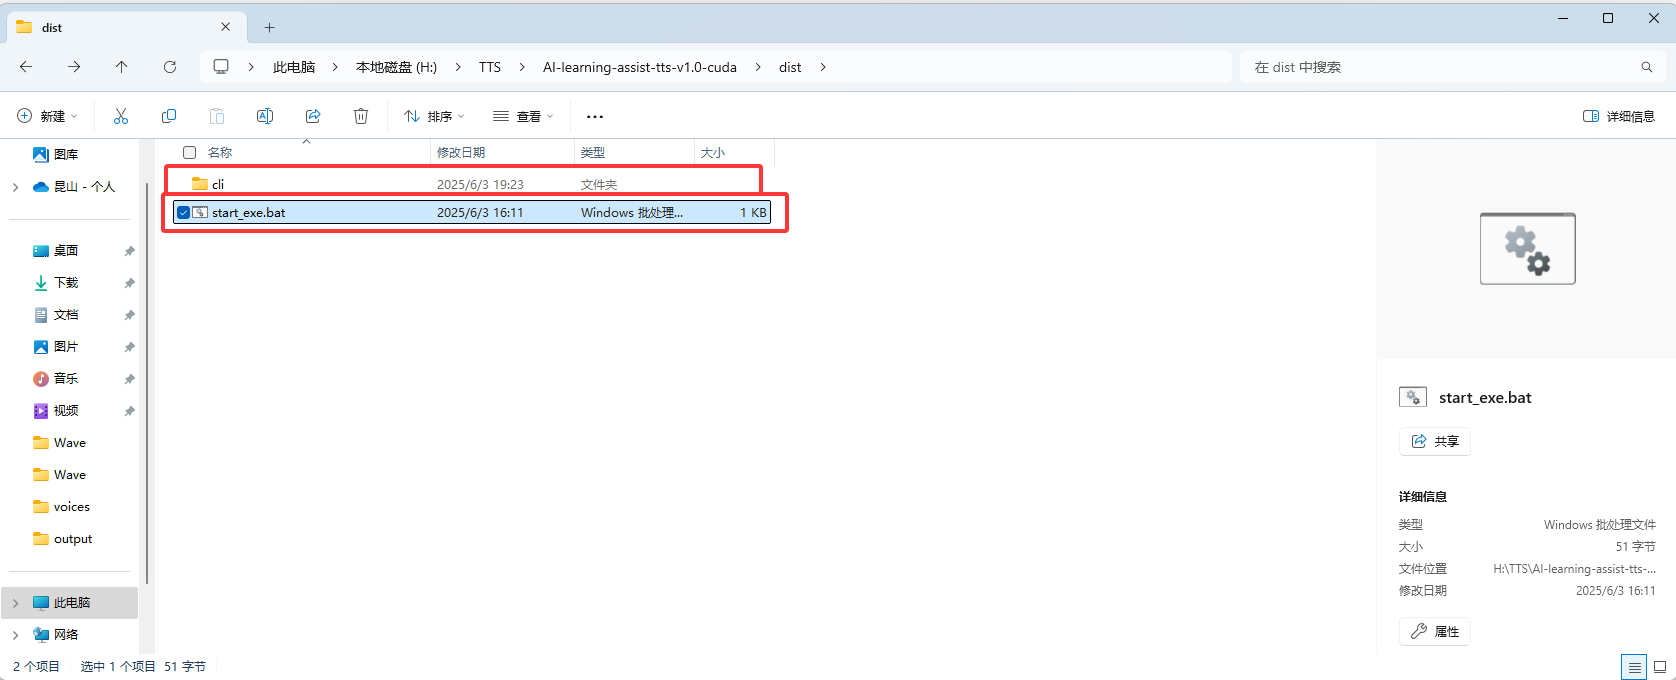 dist
此电脑 本地磁盘 (H:) TTS AI-learning-assist-tts-v1.0-cuda dist
在 dist 中搜索
新建 排序 查看 详细信息
图库
昆山 - 个人
桌面
下载
文档
图片
音乐
视频
Wave
Wave
voices
output
此电脑
网络
名称 修改日期 类型 大小
cli 2025/6/3 19:23 文件夹
start_exe.bat 2025/6/3 16:11 Windows 批处理... 1 KB
start_exe.bat
共享
详细信息
类型 Windows 批处理文件
大小 51 字节
文件位置 H:\TTS\AI-learning-assist-tts-...
修改日期 2025/6/3 16:11
属性
2 个项目 选中 1 个项目 51 字节